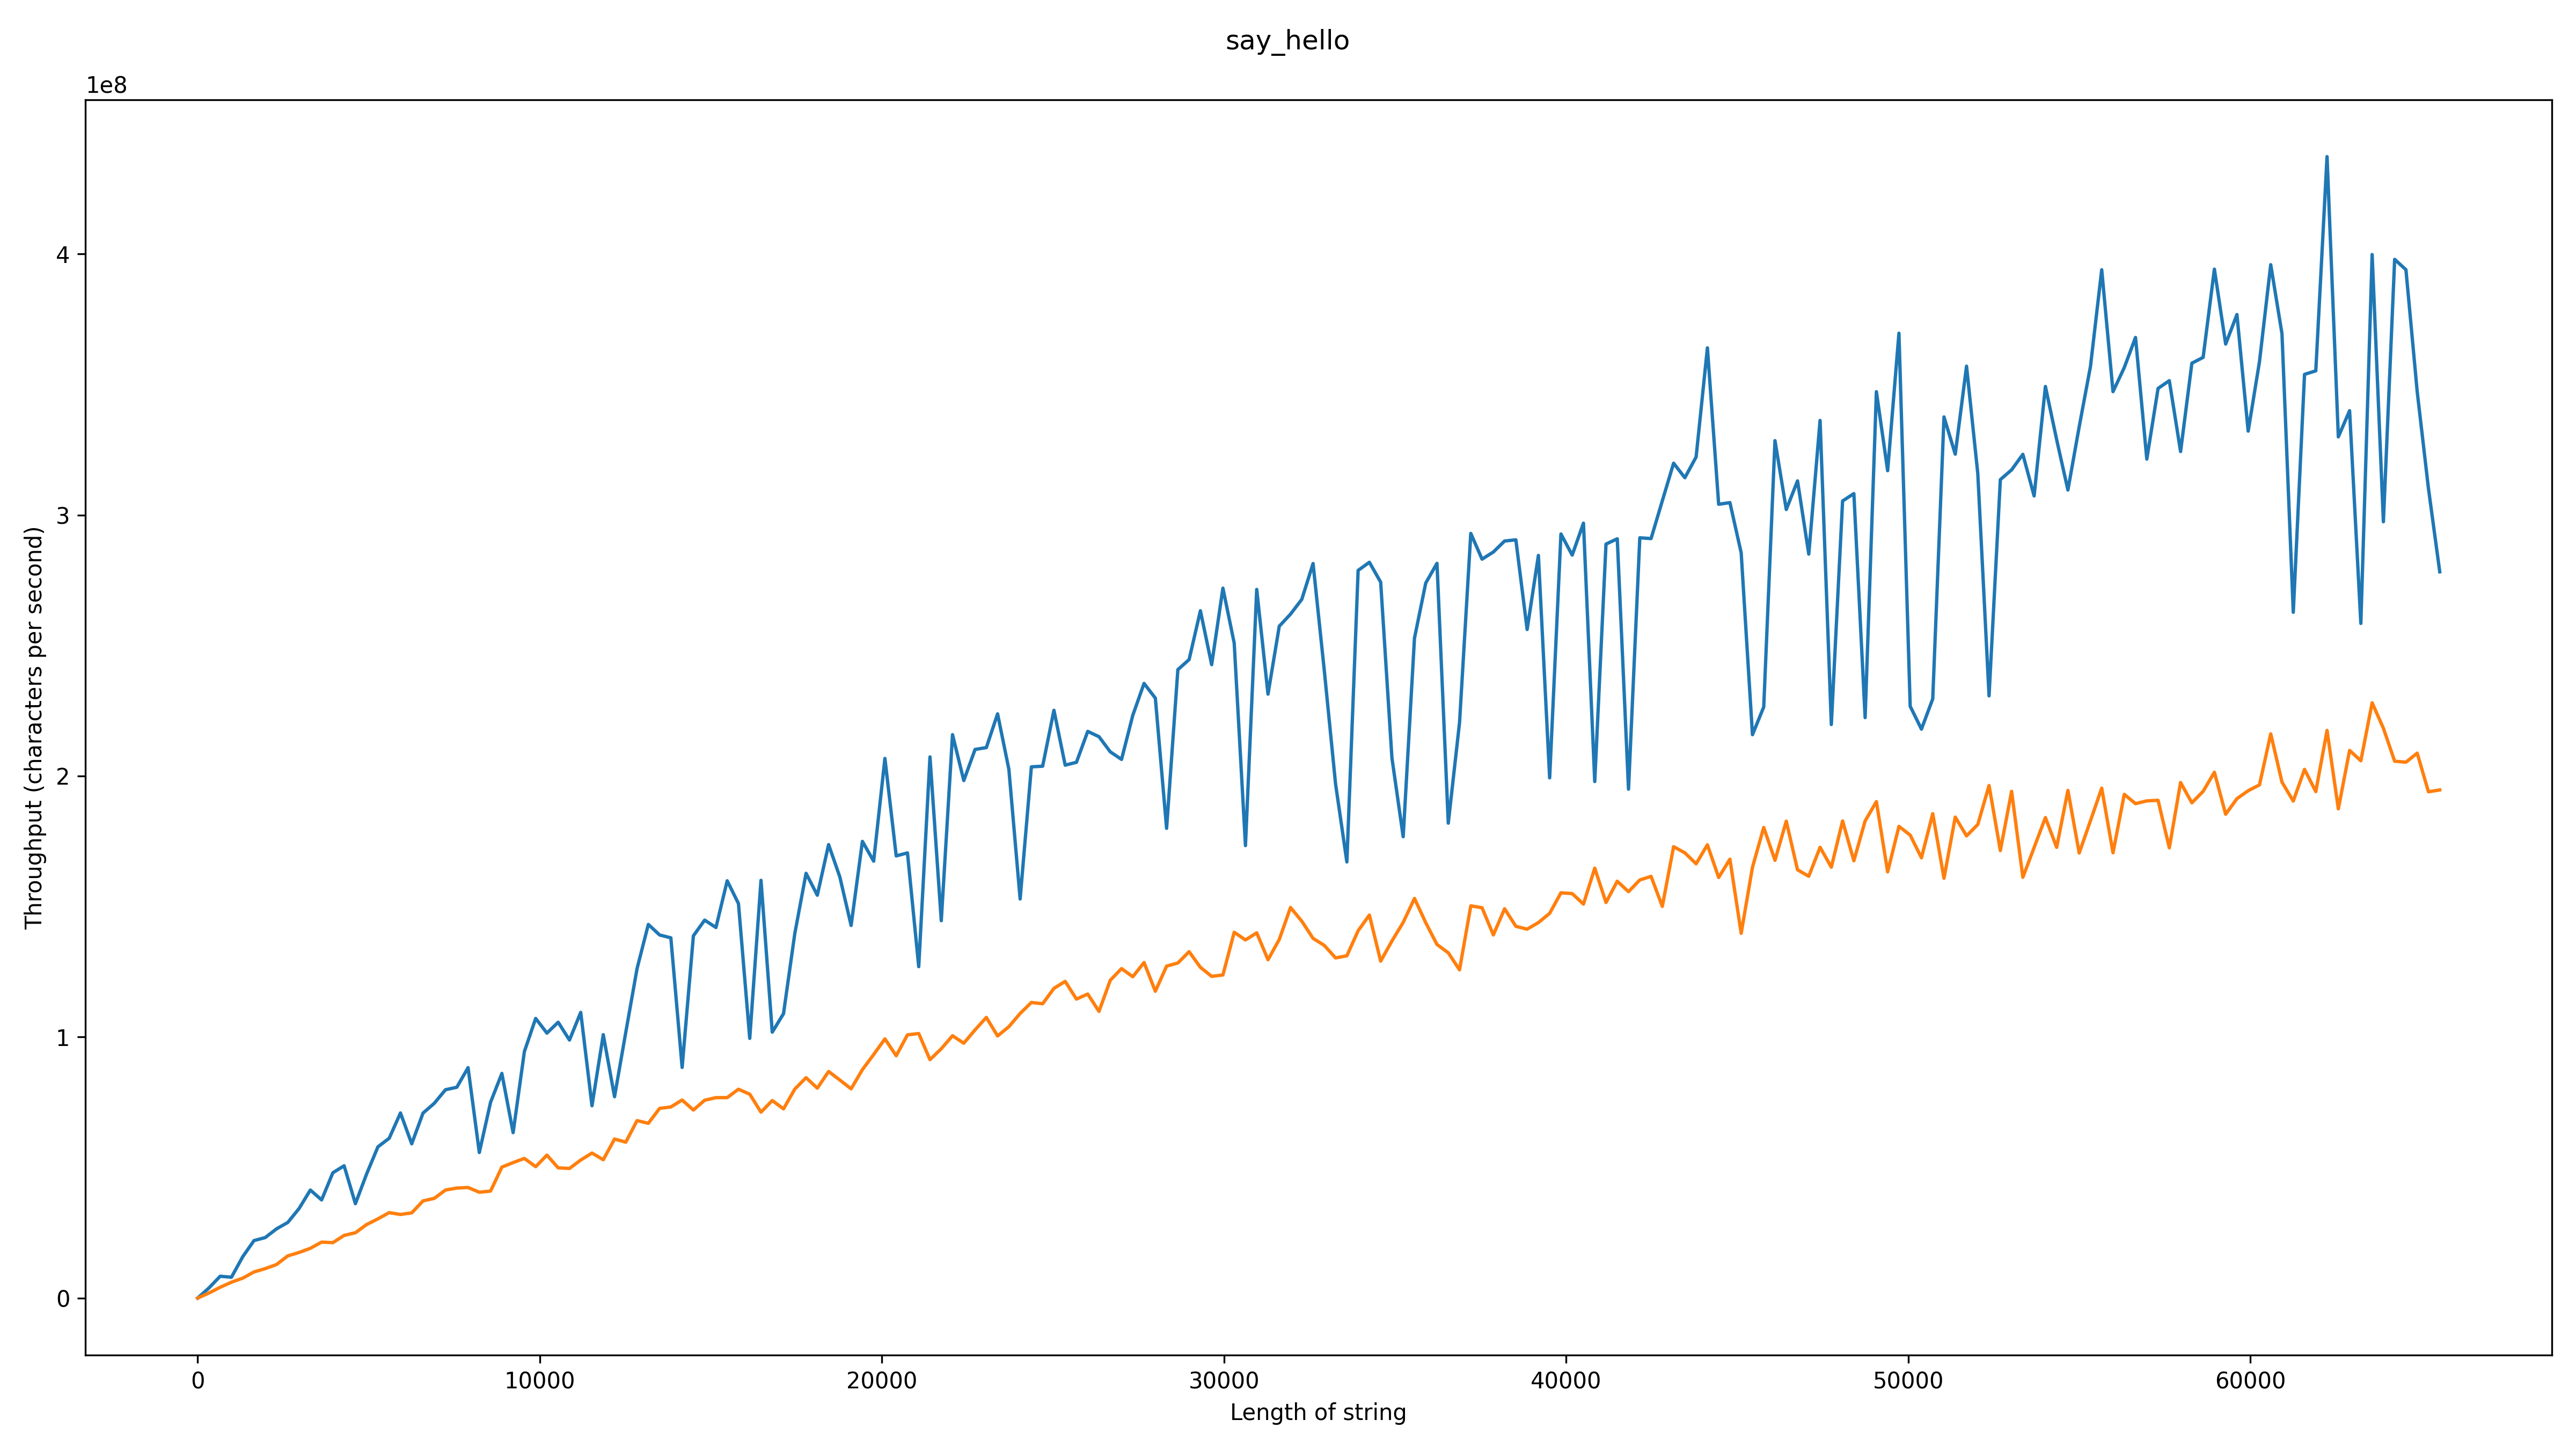 say_hello
1e8
Throughput (characters per second)
4
3
2
1
0
0 10000 20000 30000 40000 50000 60000
Length of string